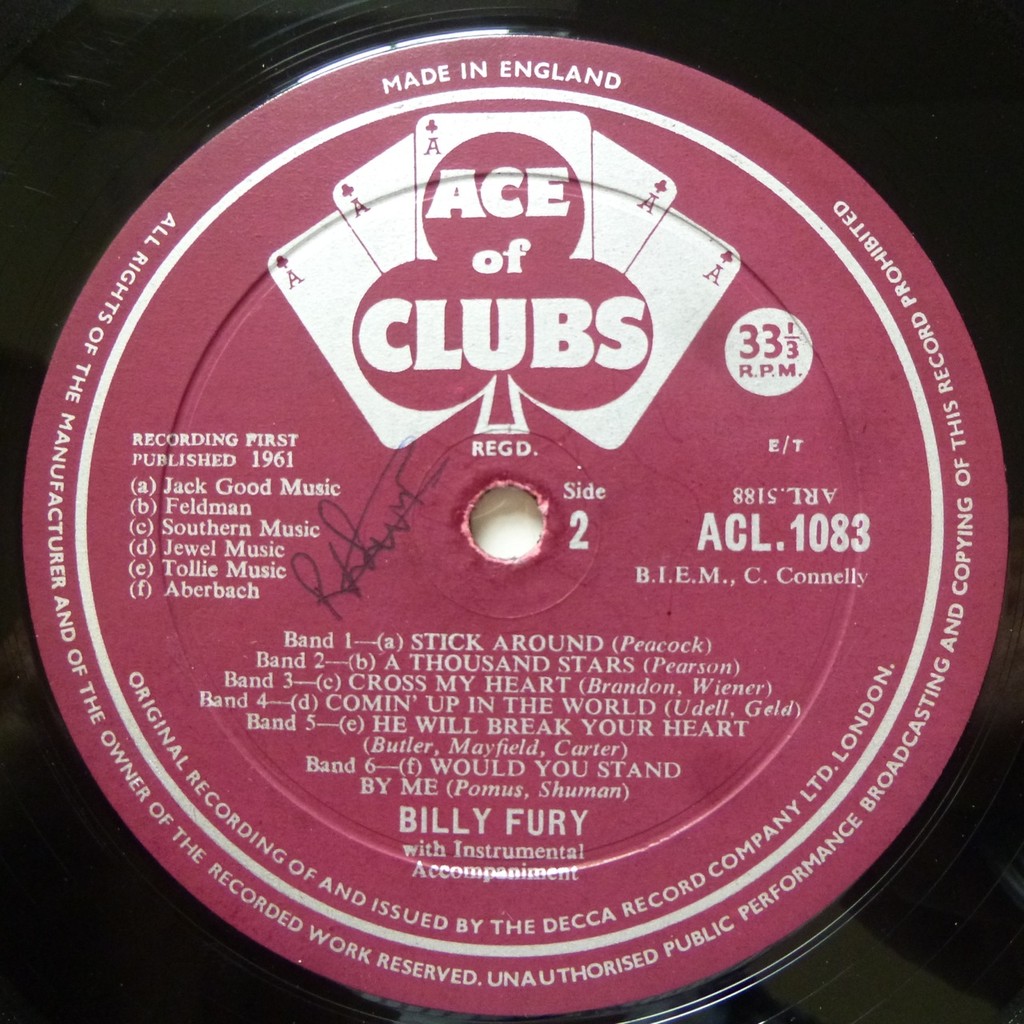 MADE IN ENGLAND
A
A
A
A
A
ACE
of
CLUBS
REGD.
33 1/3
R.P.M.
E/T
RECORDING FIRST
PUBLISHED 1961
(a) Jack Good Music
(b) Feldman
(c) Southern Music
(d) Jewel Music
(e) Tollie Music
(f) Aberbach
Side
2
ARL.5188
ACL.1083
B.I.E.M., C. Connelly
Band 1—(a) STICK AROUND (Peacock)
Band 2—(b) A THOUSAND STARS (Pearson)
Band 3—(c) CROSS MY HEART (Brandon, Wiener)
Band 4—(d) COMIN' UP IN THE WORLD (Udell, Geld)
Band 5—(e) HE WILL BREAK YOUR HEART
(Butler, Mayfield, Carter)
Band 6—(f) WOULD YOU STAND
BY ME (Pomus, Shuman)
BILLY FURY
with Instrumental
Accompaniment
ORIGINAL RECORDING OF AND ISSUED BY THE DECCA RECORD COMPANY LTD. LONDON.
ALL RIGHTS OF THE MANUFACTURER AND OF THE OWNER OF THE RECORDED WORK RESERVED. UNAUTHORISED PUBLIC PERFORMANCE BROADCASTING AND COPYING OF THIS RECORD PROHIBITED